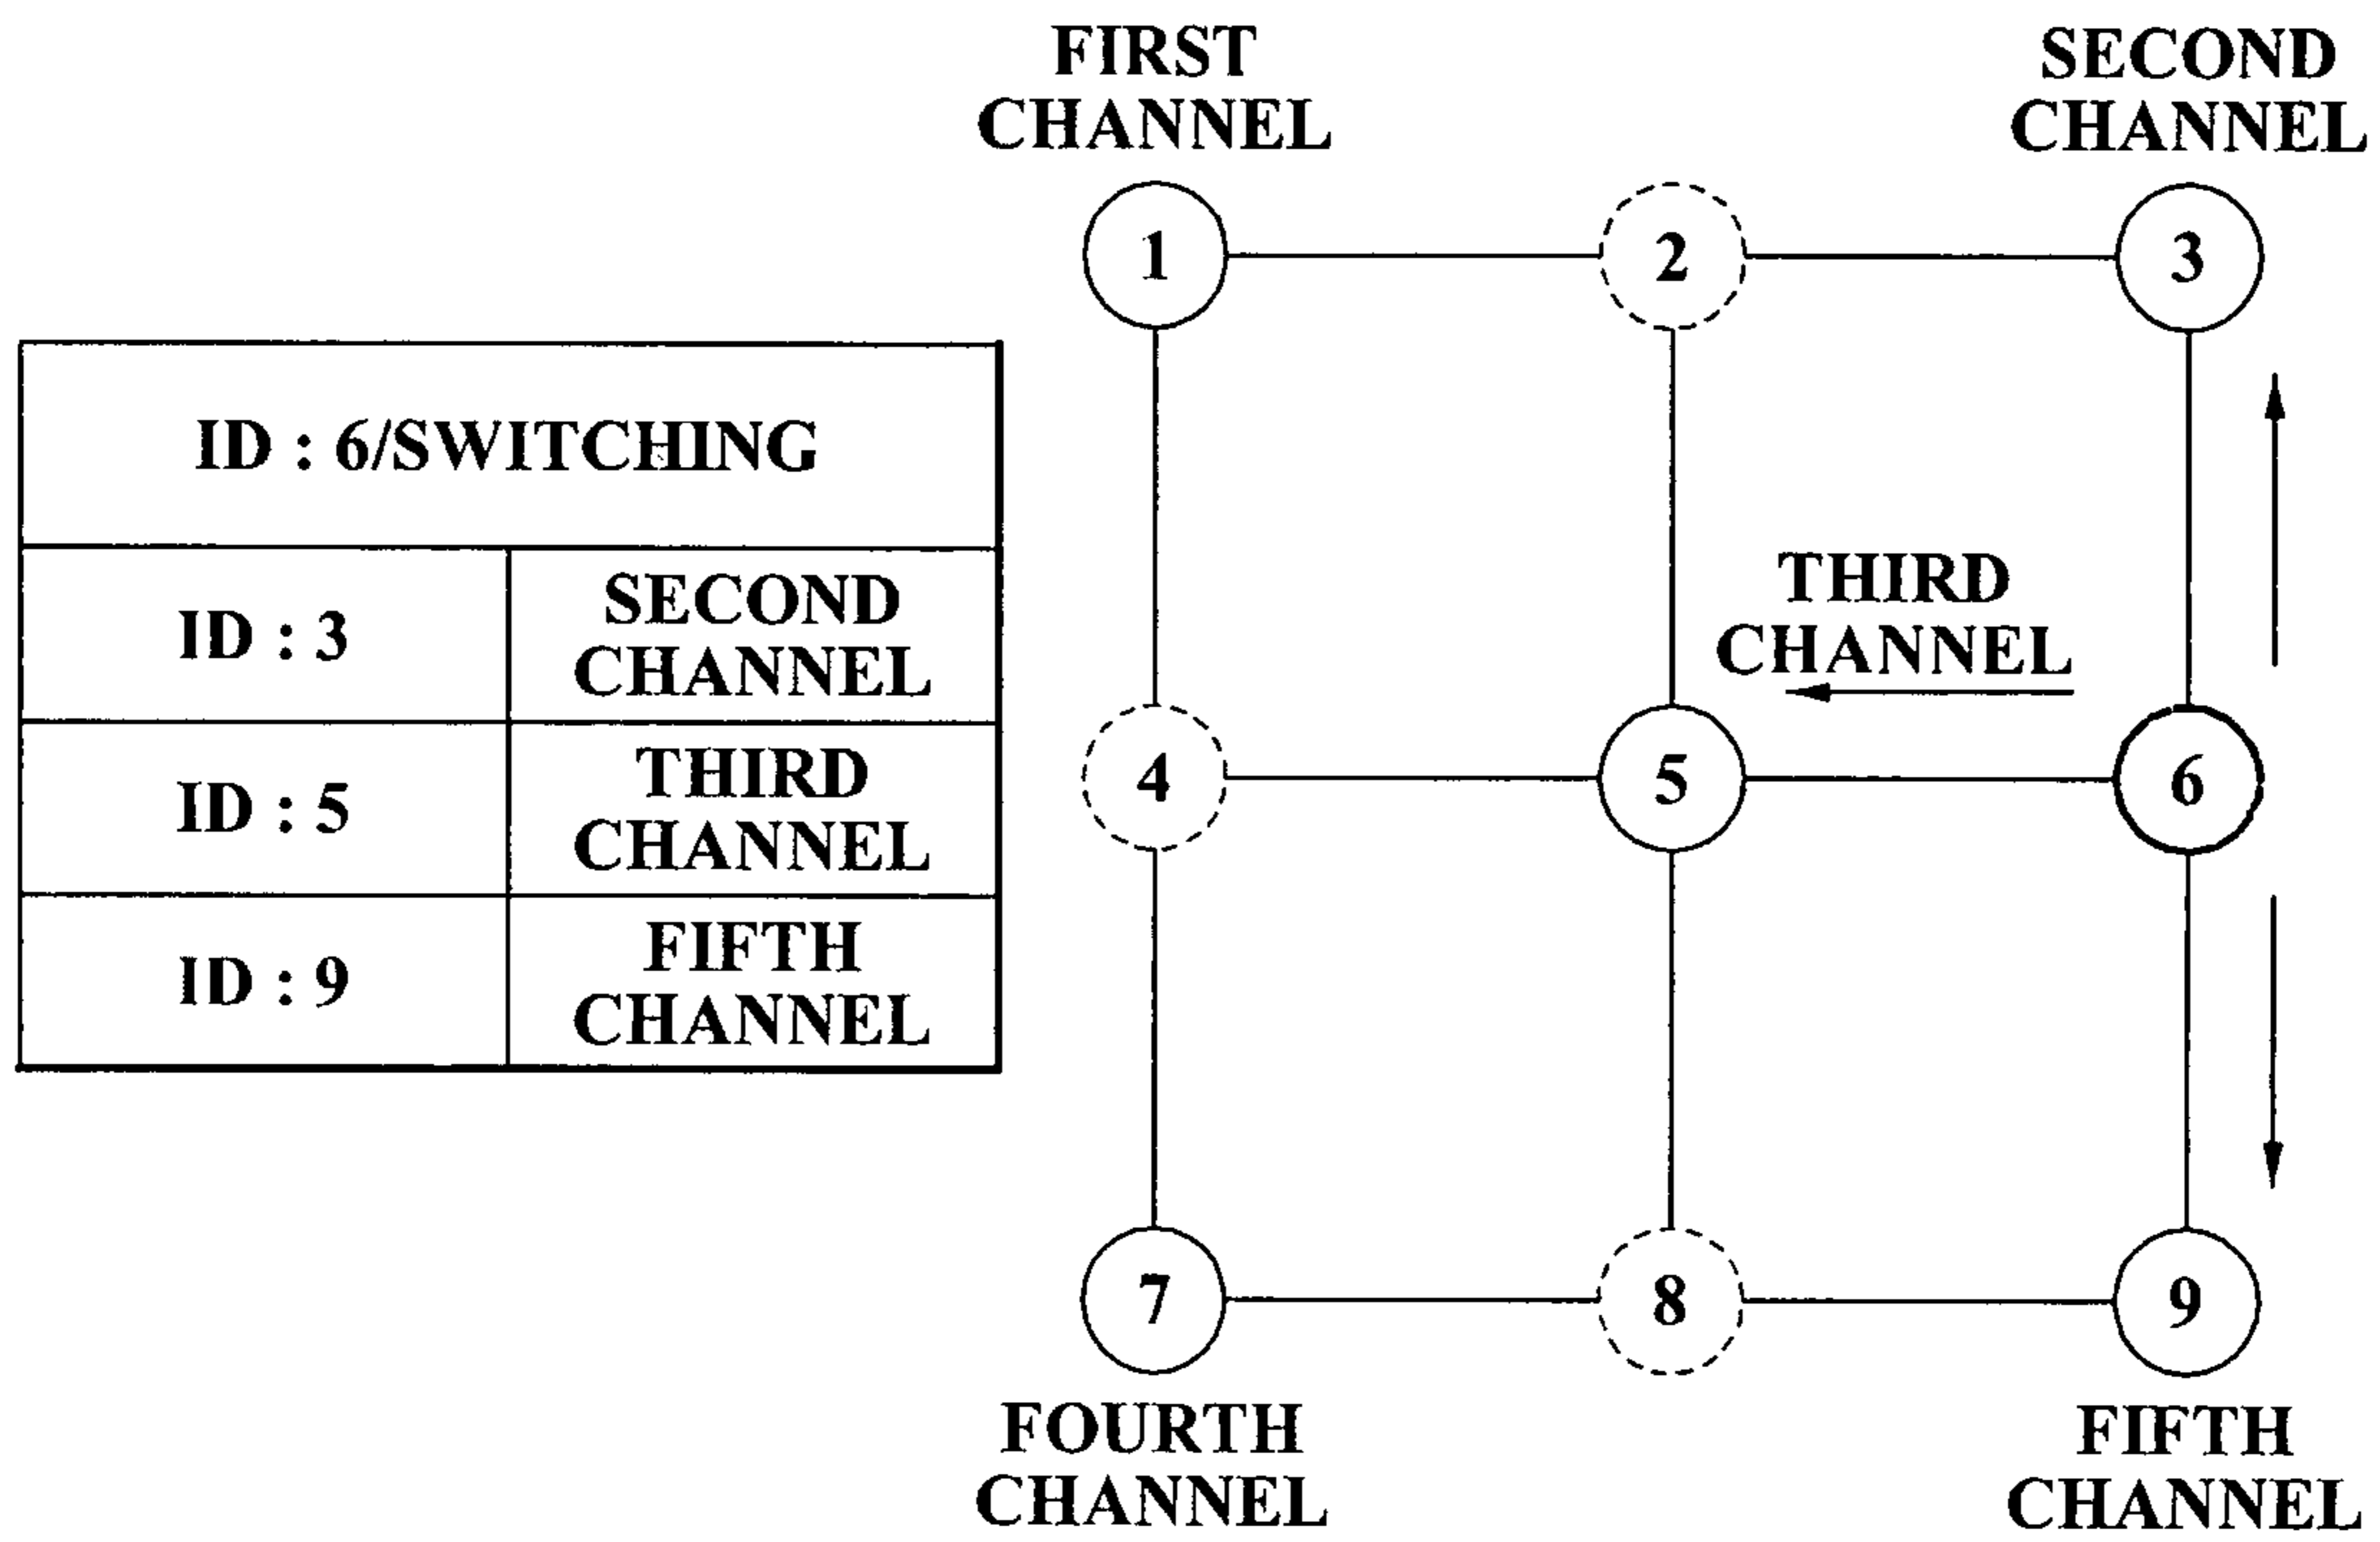 FIRST
CHANNEL
SECOND
CHANNEL
1
2
3
ID : 6/SWITCHING
ID : 3
SECOND
CHANNEL
ID : 5
THIRD
CHANNEL
ID : 9
FIFTH
CHANNEL
THIRD
CHANNEL
4
5
6
7
8
9
FOURTH
CHANNEL
FIFTH
CHANNEL